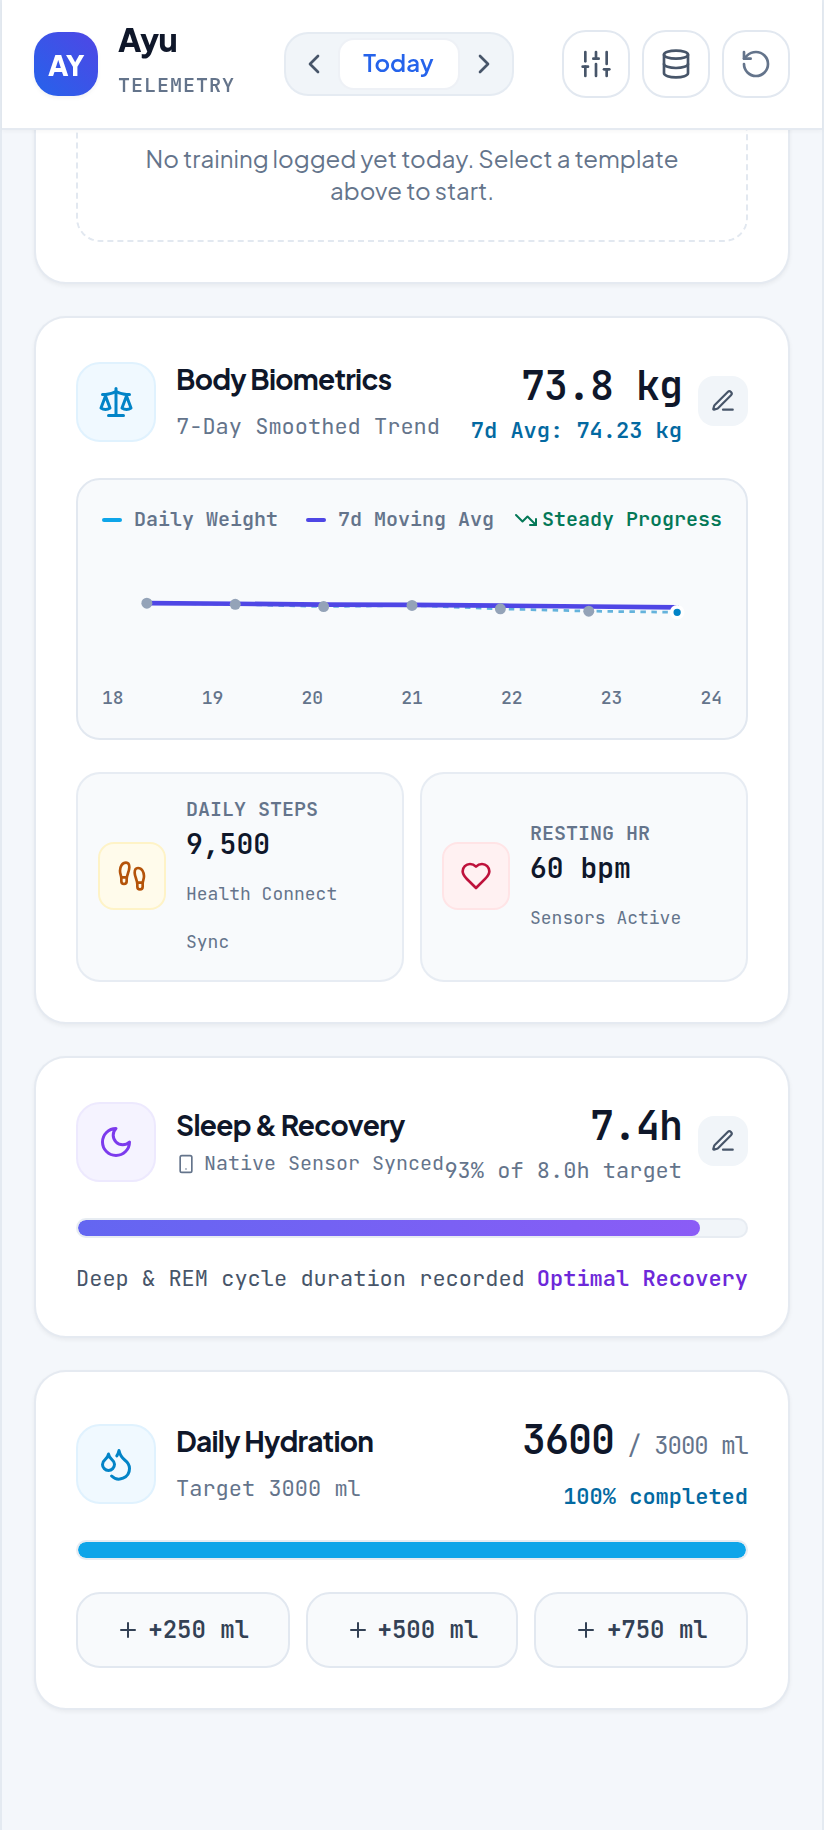 AY
Ayu
TELEMETRY
Today
No training logged yet today. Select a template
above to start.
Body Biometrics
7-Day Smoothed Trend
73.8 kg
7d Avg: 74.23 kg
Daily Weight
7d Moving Avg
Steady Progress
18 19 20 21 22 23 24
DAILY STEPS
9,500
Health Connect
Sync
RESTING HR
60 bpm
Sensors Active
Sleep & Recovery
Native Sensor Synced
7.4h
93% of 8.0h target
Deep & REM cycle duration recorded
Optimal Recovery
Daily Hydration
Target 3000 ml
3600 / 3000 ml
100% completed
+250 ml
+500 ml
+750 ml